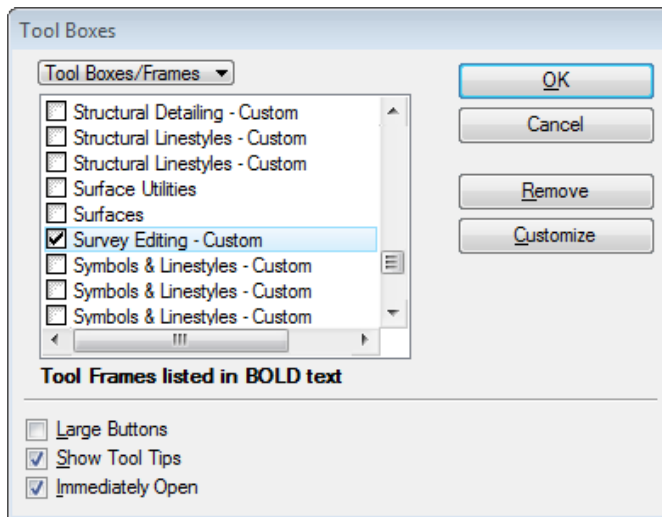 Tool Boxes
Tool Boxes/Frames
Structural Detailing - Custom
Structural Linestyles - Custom
Structural Linestyles - Custom
Surface Utilities
Surfaces
Survey Editing - Custom
Symbols & Linestyles - Custom
Symbols & Linestyles - Custom
Symbols & Linestyles - Custom
Tool Frames listed in BOLD text
Large Buttons
Show Tool Tips
Immediately Open
OK
Cancel
Remove
Customize